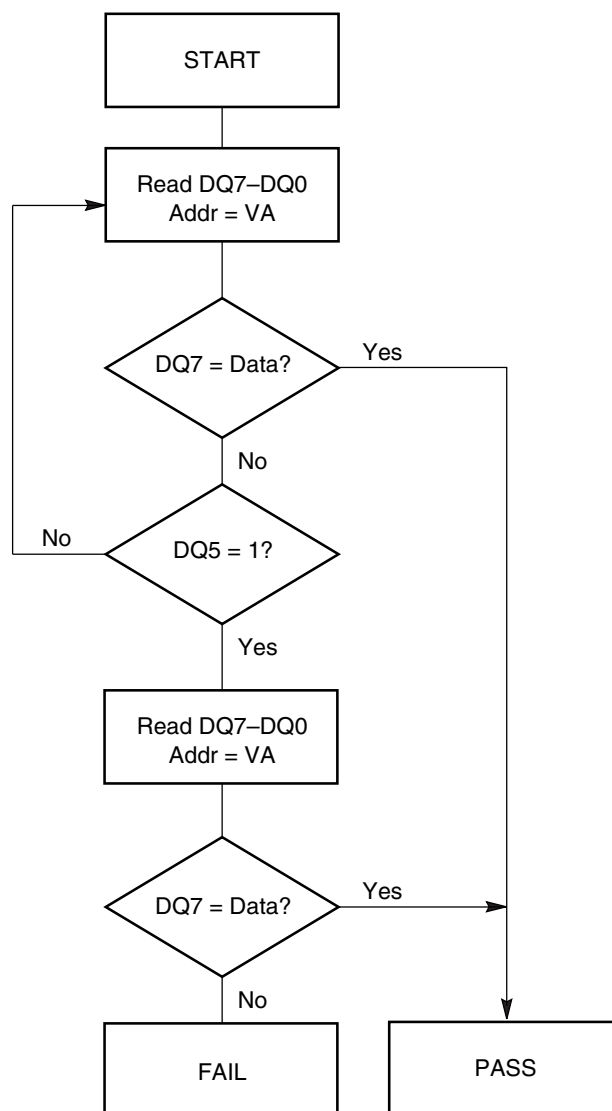 START
Read DQ7–DQ0
Addr = VA
DQ7 = Data?
Yes
No
No
DQ5 = 1?
Yes
Read DQ7–DQ0
Addr = VA
DQ7 = Data?
Yes
No
FAIL
PASS